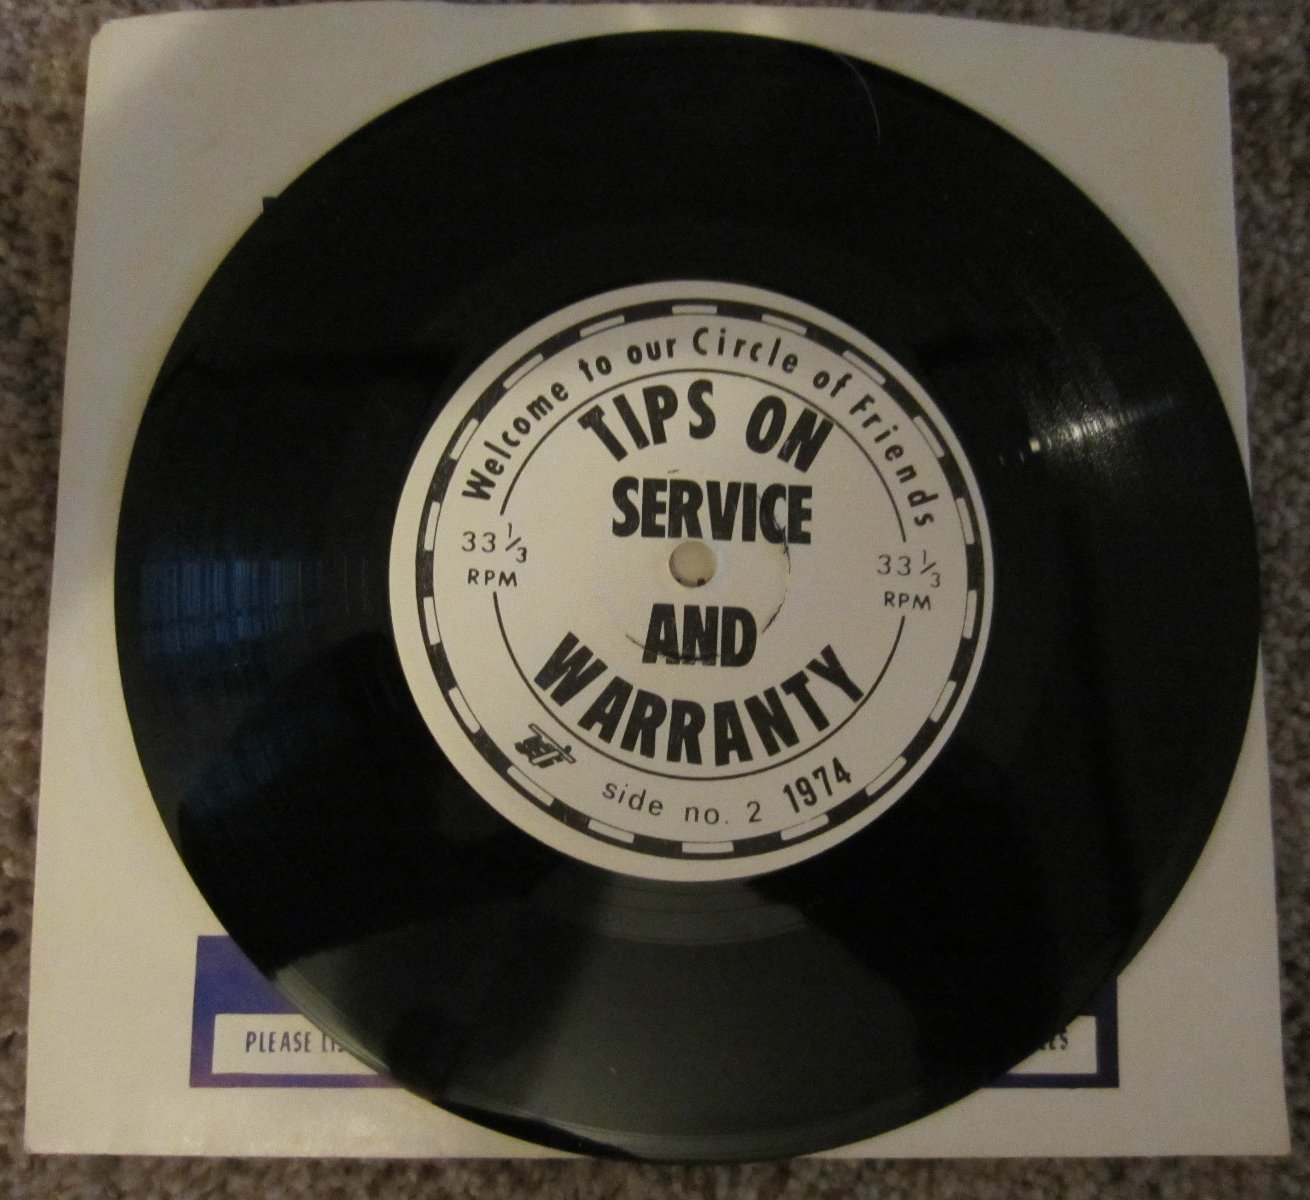 Welcome to our Circle of Friends
TIPS ON
SERVICE
AND
WARRANTY
33 1/3
RPM
33 1/3
RPM
side no. 2 1974
PLEASE